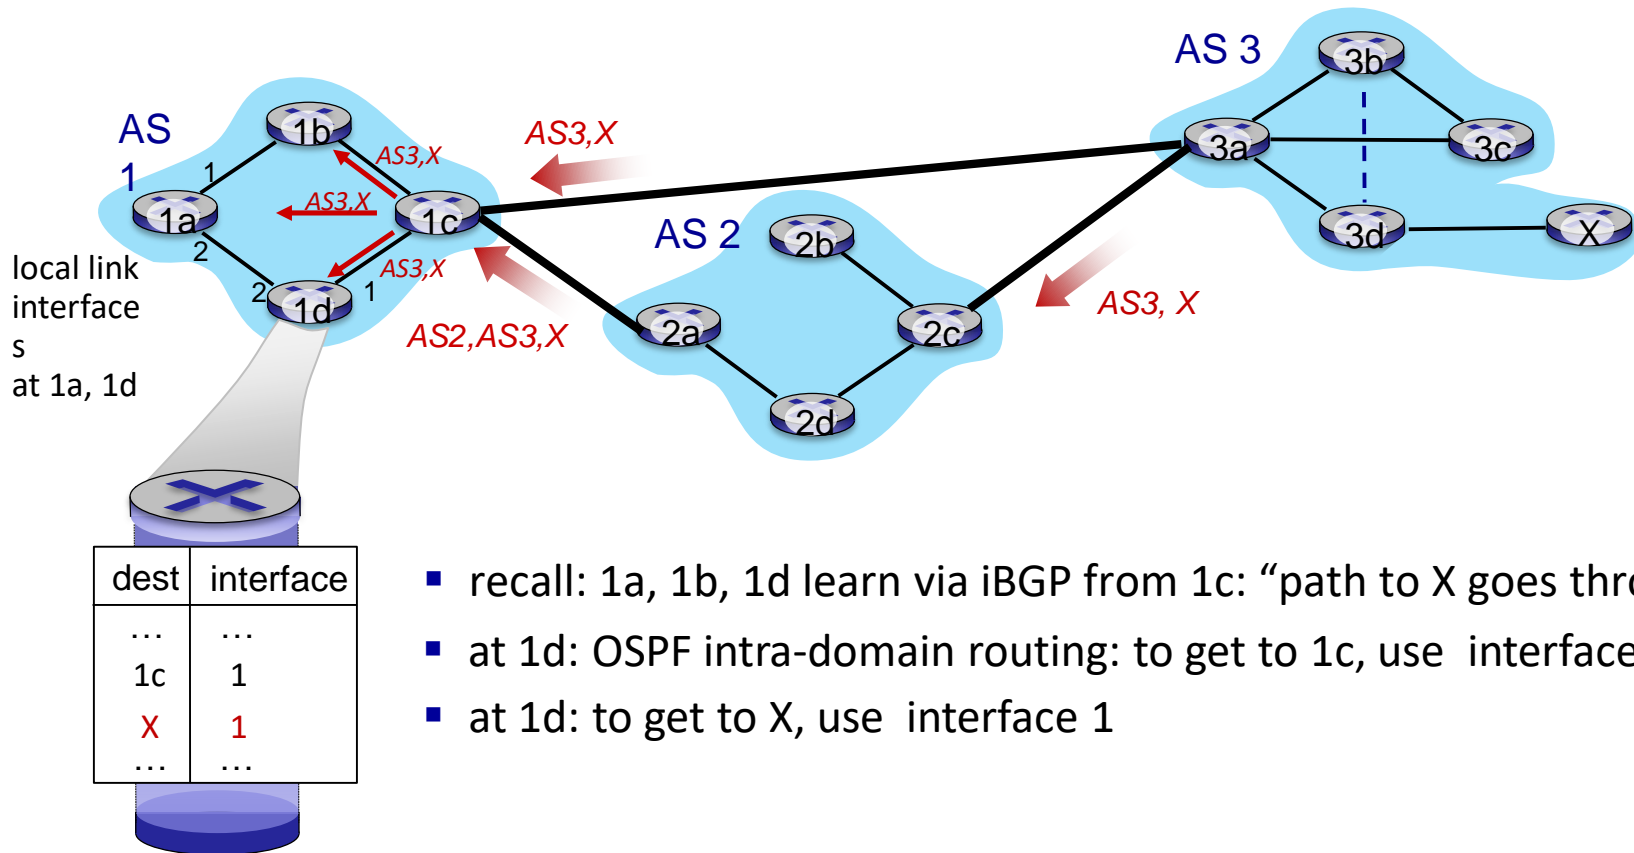 AS 3
3b
AS
1
1b
AS3,X
AS3,X
3a
3c
1
AS3,X
1a
1c
AS 2
2b
3d
X
2
local link
interface
s
at 1a, 1d
AS3,X
2
1
1d
AS2,AS3,X
2a
2c
AS3, X
2d
dest interface
... ...
1c 1
X 1
... ...
▪ recall: 1a, 1b, 1d learn via iBGP from 1c: “path to X goes thr
▪ at 1d: OSPF intra-domain routing: to get to 1c, use interface
▪ at 1d: to get to X, use interface 1